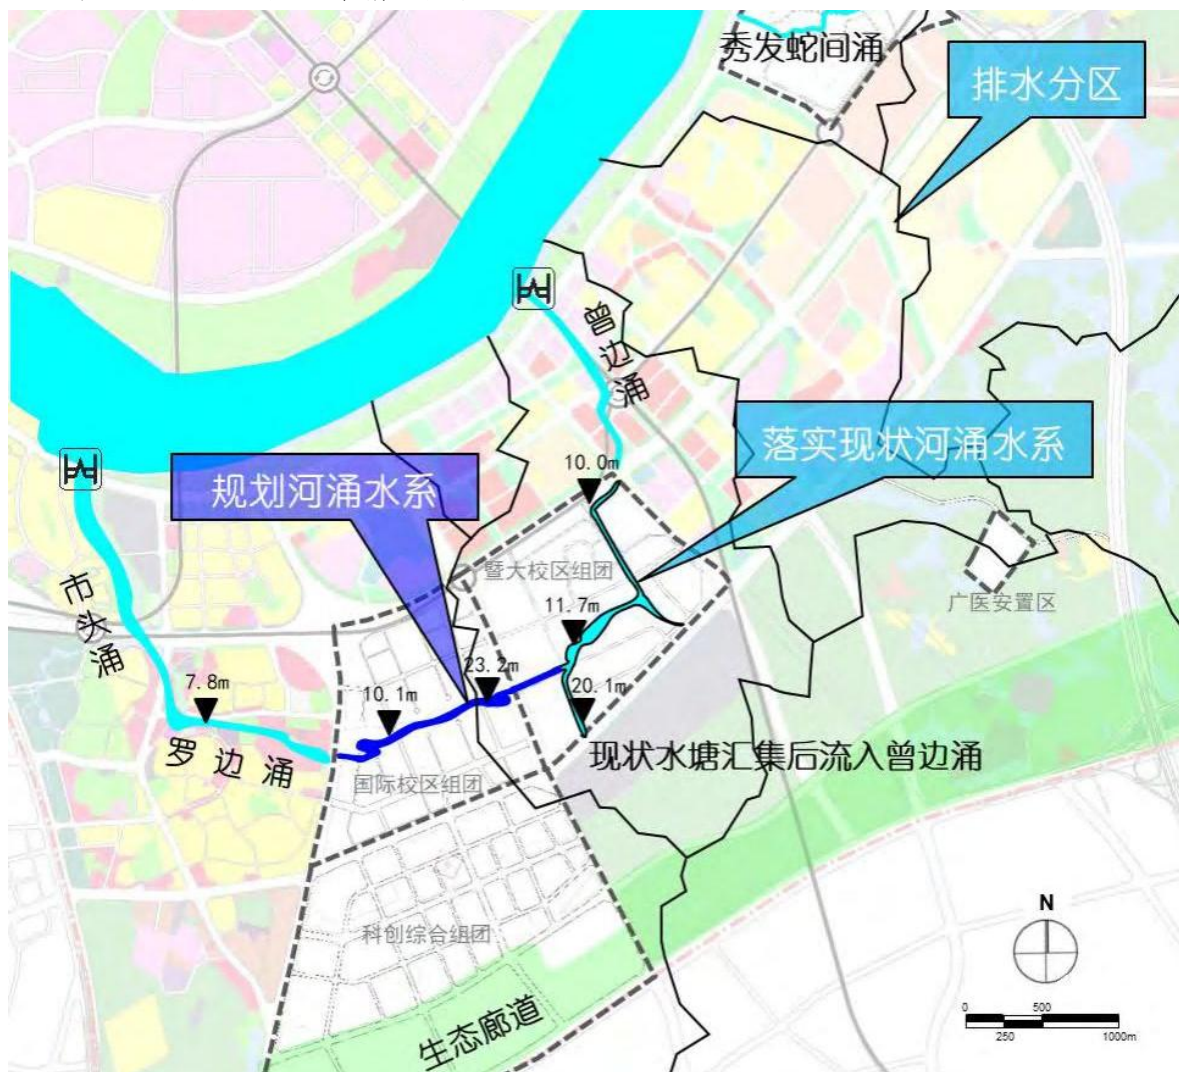 秀发蛇间涌
排水分区
曾边涌
落实现状河涌水系
规划河涌水系
10.0m
暨大校区组团
11.7m
广医安置区
市头涌
7.8m
10.1m
23.2m
20.1m
罗边涌
现状水塘汇集后流入曾边涌
国际校区组团
科创综合组团
生态廊道
N
0 500
250 1000m